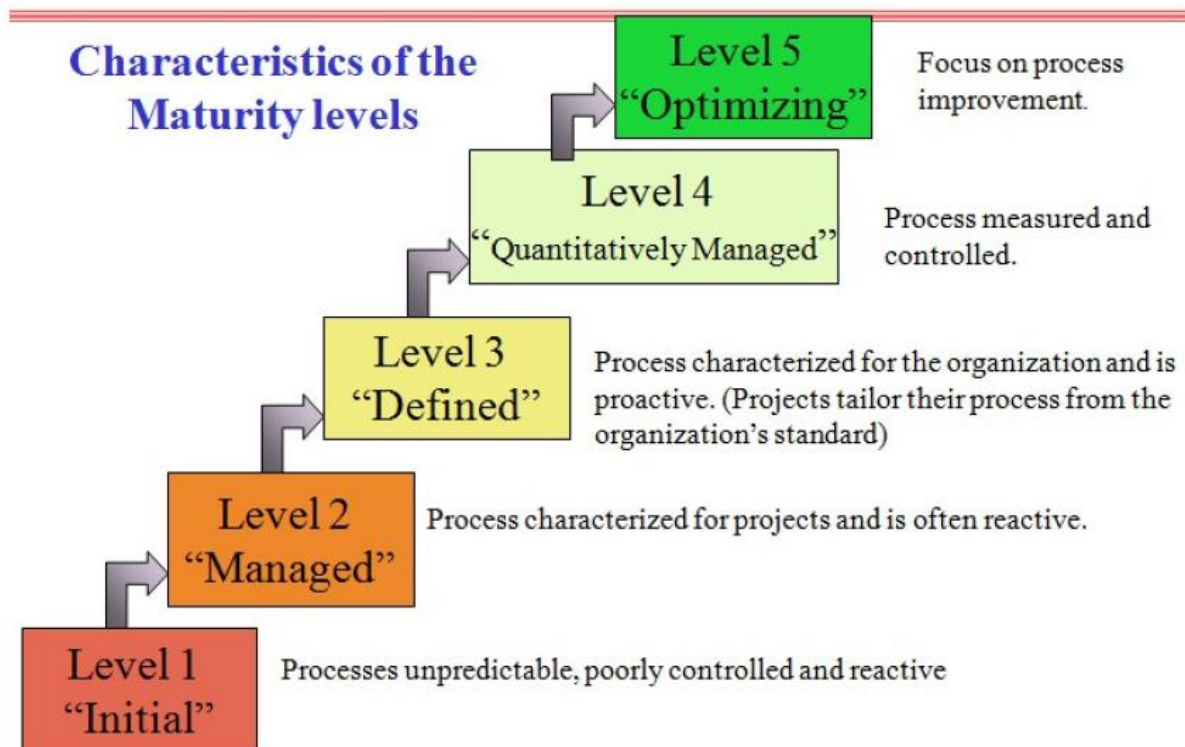 Characteristics of the
Maturity levels
Level 5
“Optimizing”
Focus on process
improvement.
Level 4
“Quantitatively Managed”
Process measured and
controlled.
Level 3
“Defined”
Process characterized for the organization and is
proactive. (Projects tailor their process from the
organization’s standard)
Level 2
“Managed”
Process characterized for projects and is often reactive.
Level 1
“Initial”
Processes unpredictable, poorly controlled and reactive